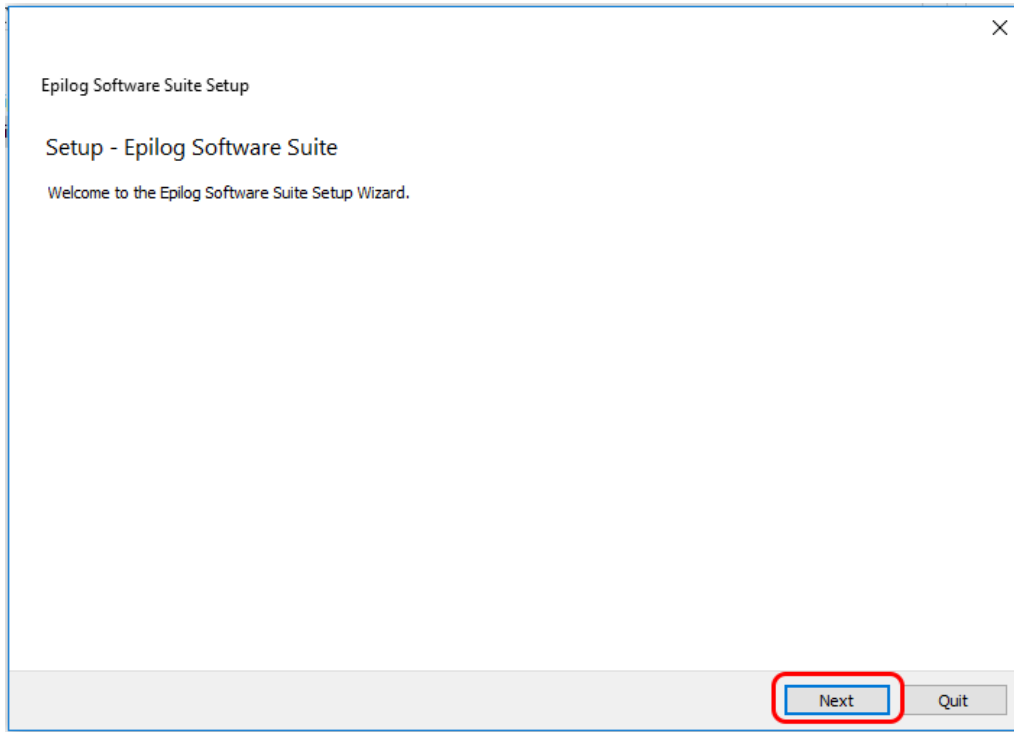 Epilog Software Suite Setup
Setup - Epilog Software Suite
Welcome to the Epilog Software Suite Setup Wizard.
Next
Quit